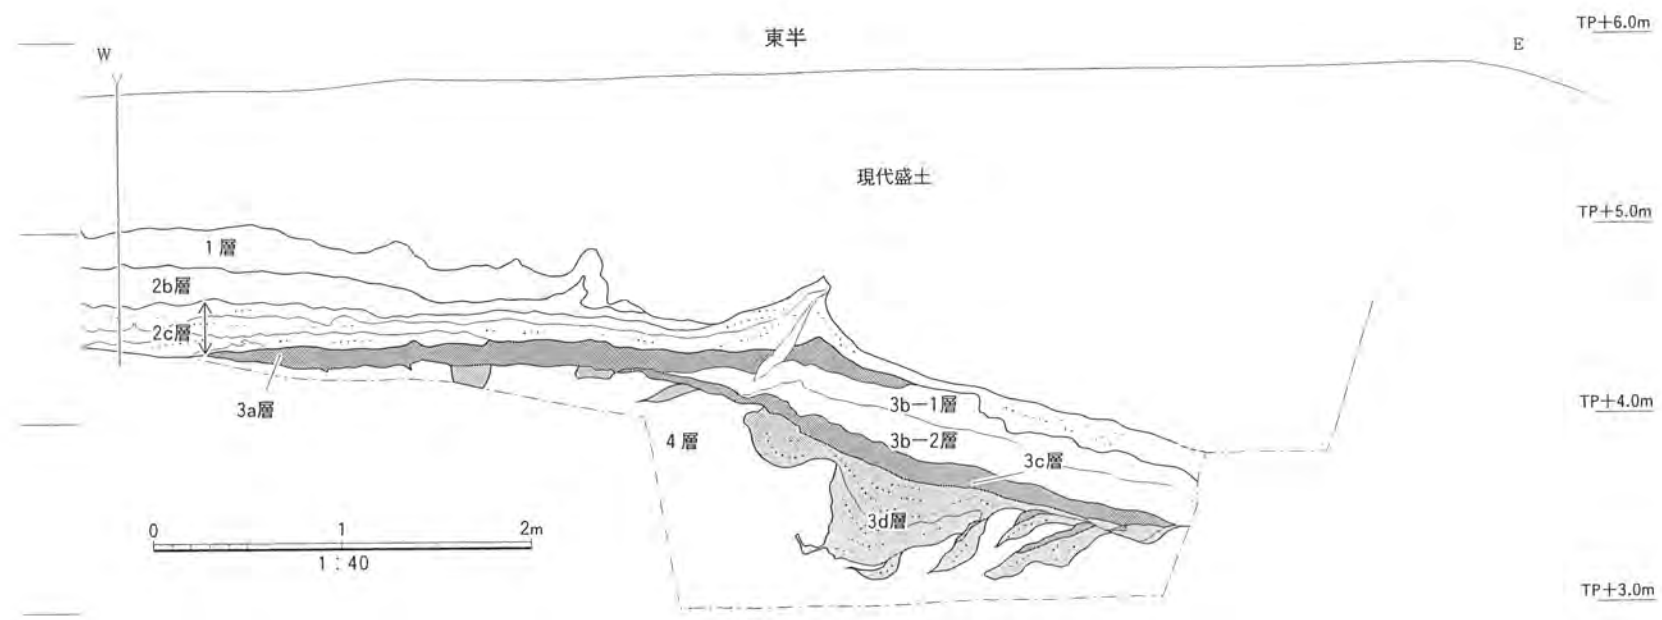 TP+6.0m
東半
W
E
現代盛土
TP+5.0m
1層
2b層
2c層
3a層
3b-1層
TP+4.0m
4層
3b-2層
3c層
3d層
0 1 2m
1:40
TP+3.0m